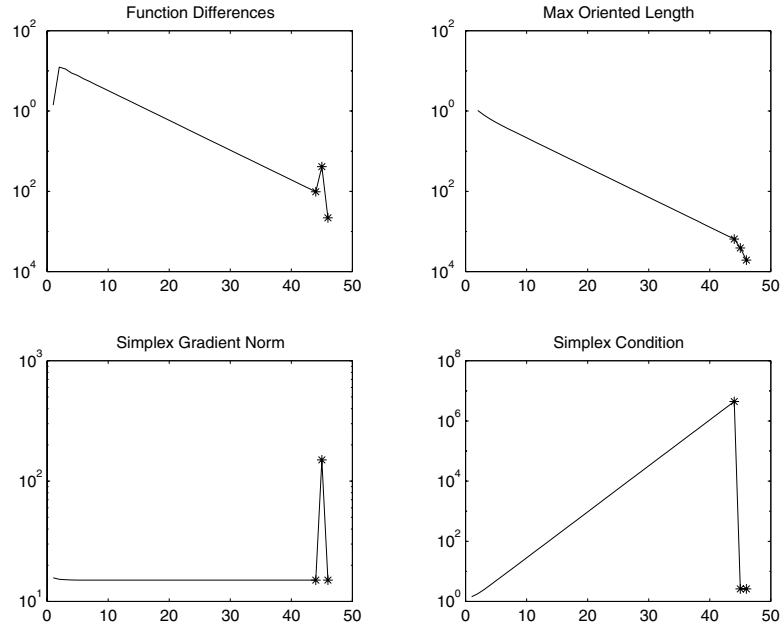 Function Differences
10^2
10^0
10^2
10^4
0 10 20 30 40 50
Max Oriented Length
10^2
10^0
10^2
10^4
0 10 20 30 40 50
Simplex Gradient Norm
10^3
10^2
10^1
0 10 20 30 40 50
Simplex Condition
10^8
10^6
10^4
10^2
10^0
0 10 20 30 40 50